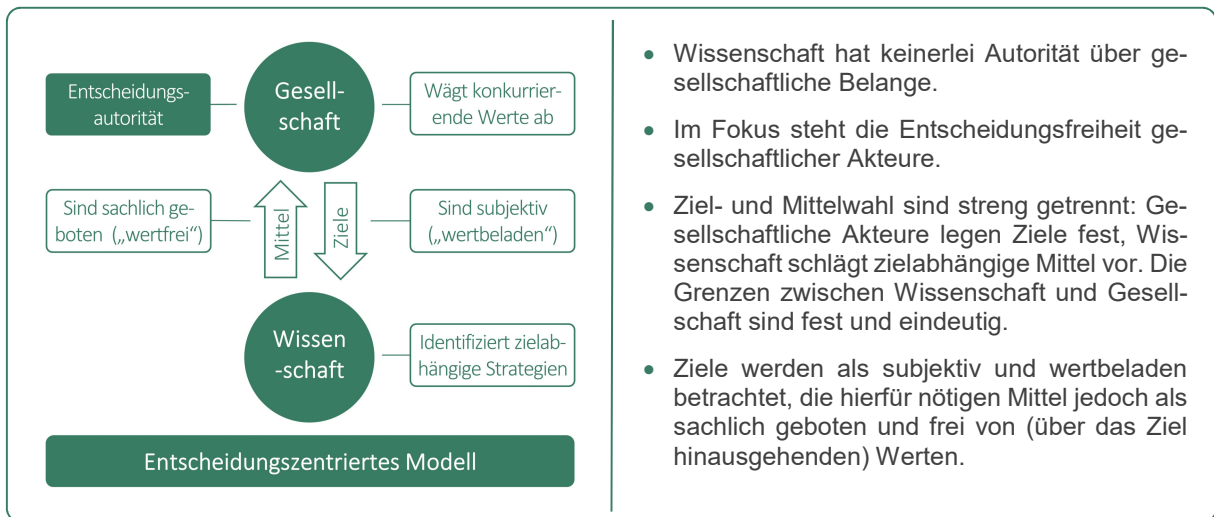 Entscheidungs-
autorität
Gesell-
schaft
Wägt konkurrier-
ende Werte ab
Sind sachlich ge-
boten („wertfrei“)
Mittel
Ziele
Sind subjektiv
(„wertbeladen“)
Wissen
-schaft
Identifiziert zielab-
hängige Strategien
Entscheidungszentriertes Modell
• Wissenschaft hat keinerlei Autorität über ge-
sellschaftliche Belange.
• Im Fokus steht die Entscheidungsfreiheit ge-
sellschaftlicher Akteure.
• Ziel- und Mittelwahl sind streng getrennt: Ge-
sellschaftliche Akteure legen Ziele fest, Wis-
senschaft schlägt zielabhängige Mittel vor. Die
Grenzen zwischen Wissenschaft und Gesell-
schaft sind fest und eindeutig.
• Ziele werden als subjektiv und wertbeladen
betrachtet, die hierfür nötigen Mittel jedoch als
sachlich geboten und frei von (über das Ziel
hinausgehenden) Werten.